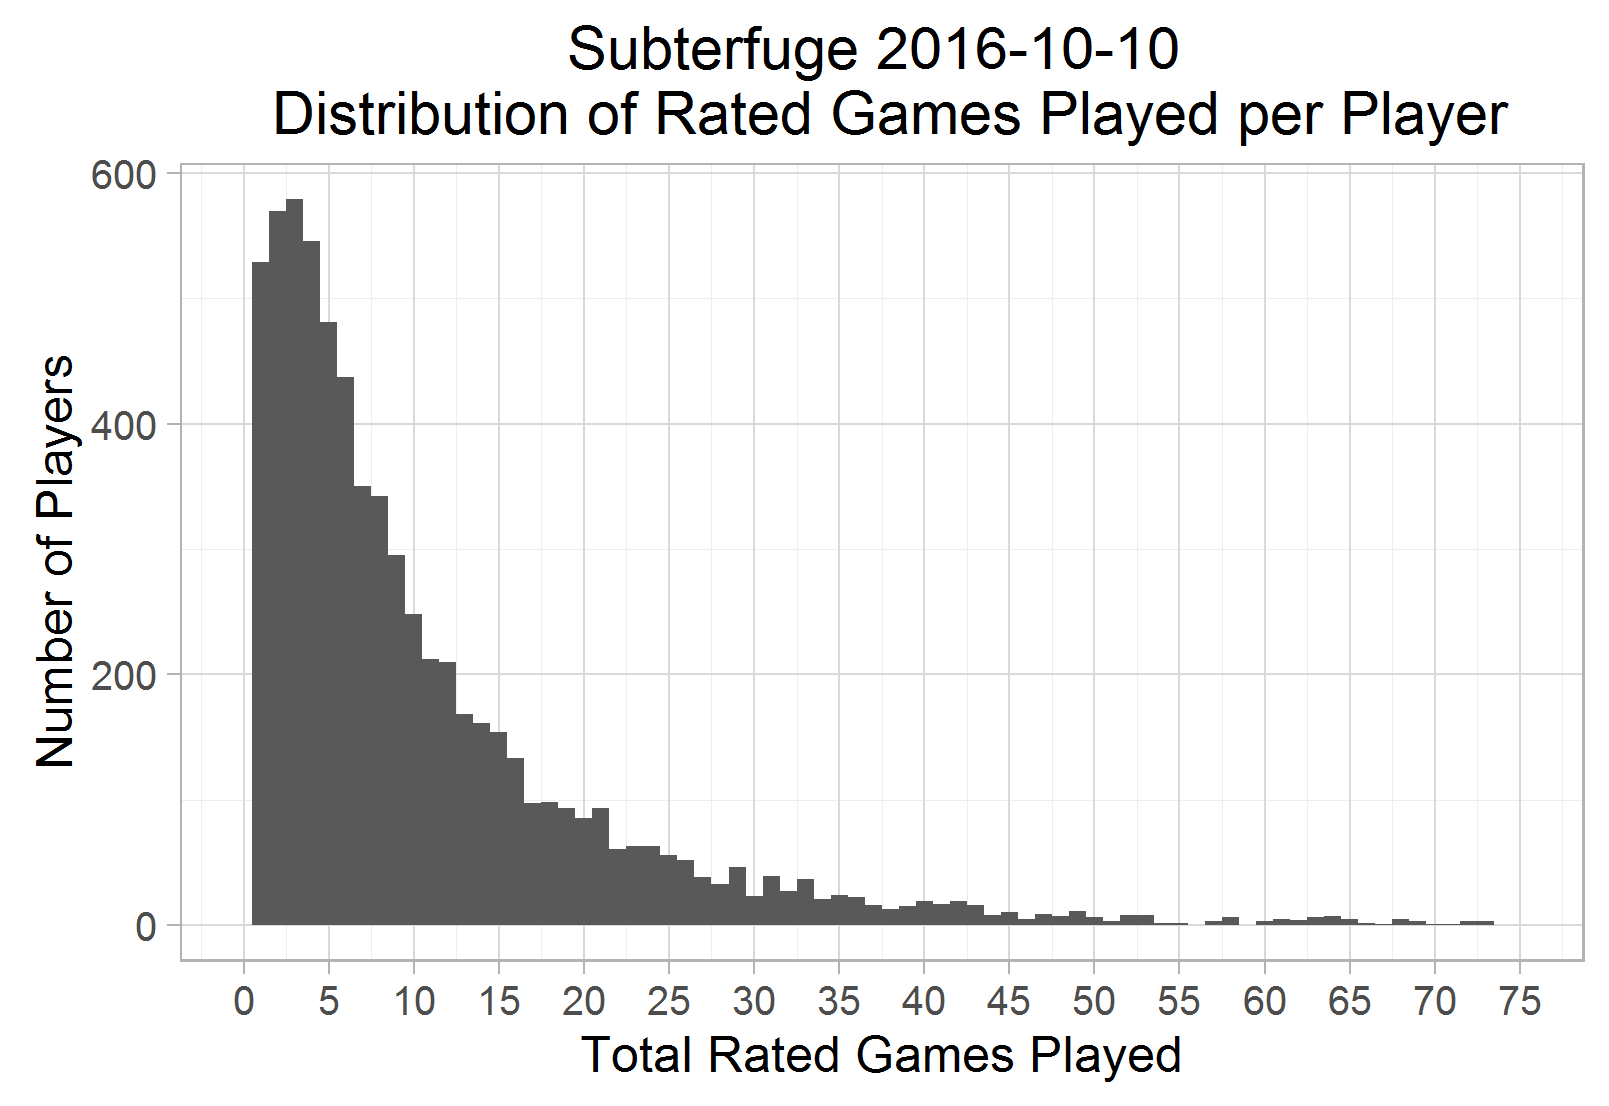 Subterfuge 2016-10-10
Distribution of Rated Games Played per Player
Number of Players
600
400
200
0
0 5 10 15 20 25 30 35 40 45 50 55 60 65 70 75
Total Rated Games Played